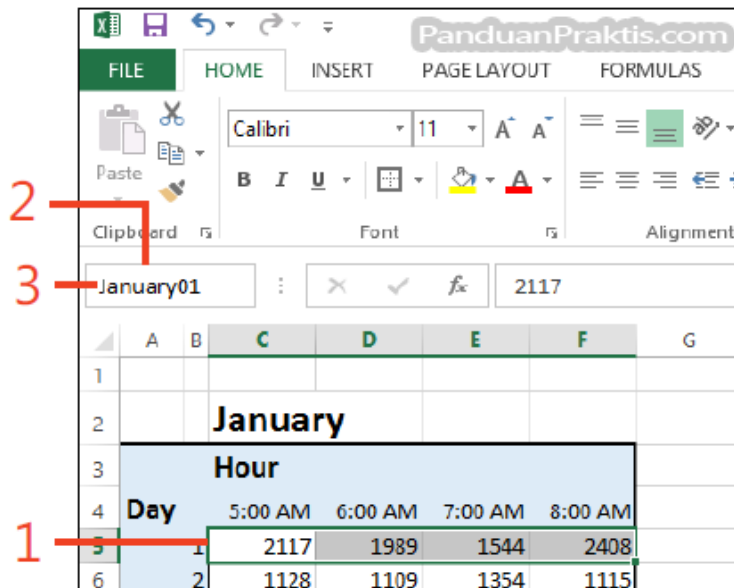 PanduanPraktis.com
FILE HOME INSERT PAGE LAYOUT FORMULAS
Calibri 11 A A
Paste B I U A
Clipboard Font Alignment
2
3
January01 fx 2117
A B C D E F G
1
2 January
3 Hour
4 Day 5:00 AM 6:00 AM 7:00 AM 8:00 AM
1
5 1 2117 1989 1544 2408
6 2 1128 1109 1354 1115